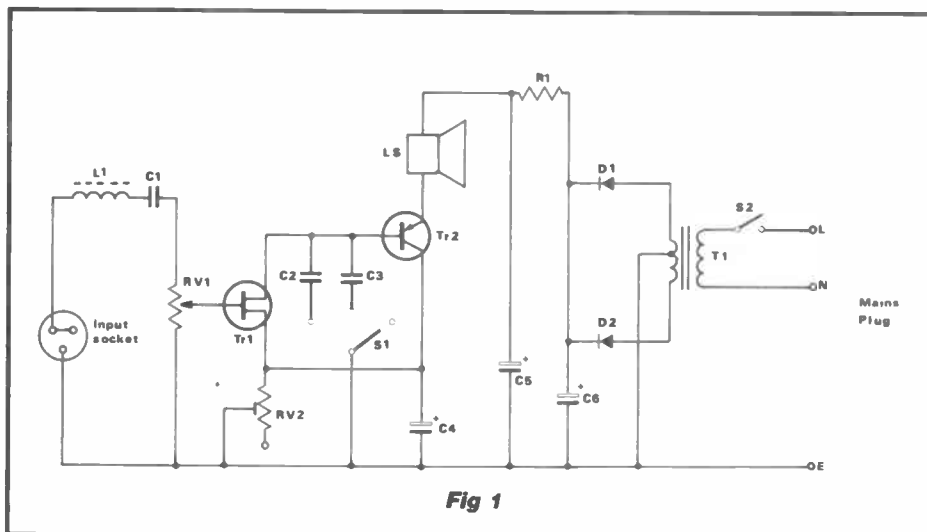 R1
LS
D1
L1
C1
S2
Tr2
T1
L
C2
C3
RV1
N
Input
socket
Mains
Plug
Tr1
S1
D2
+
C5
+
C6
RV2
+
C4
E
Fig 1